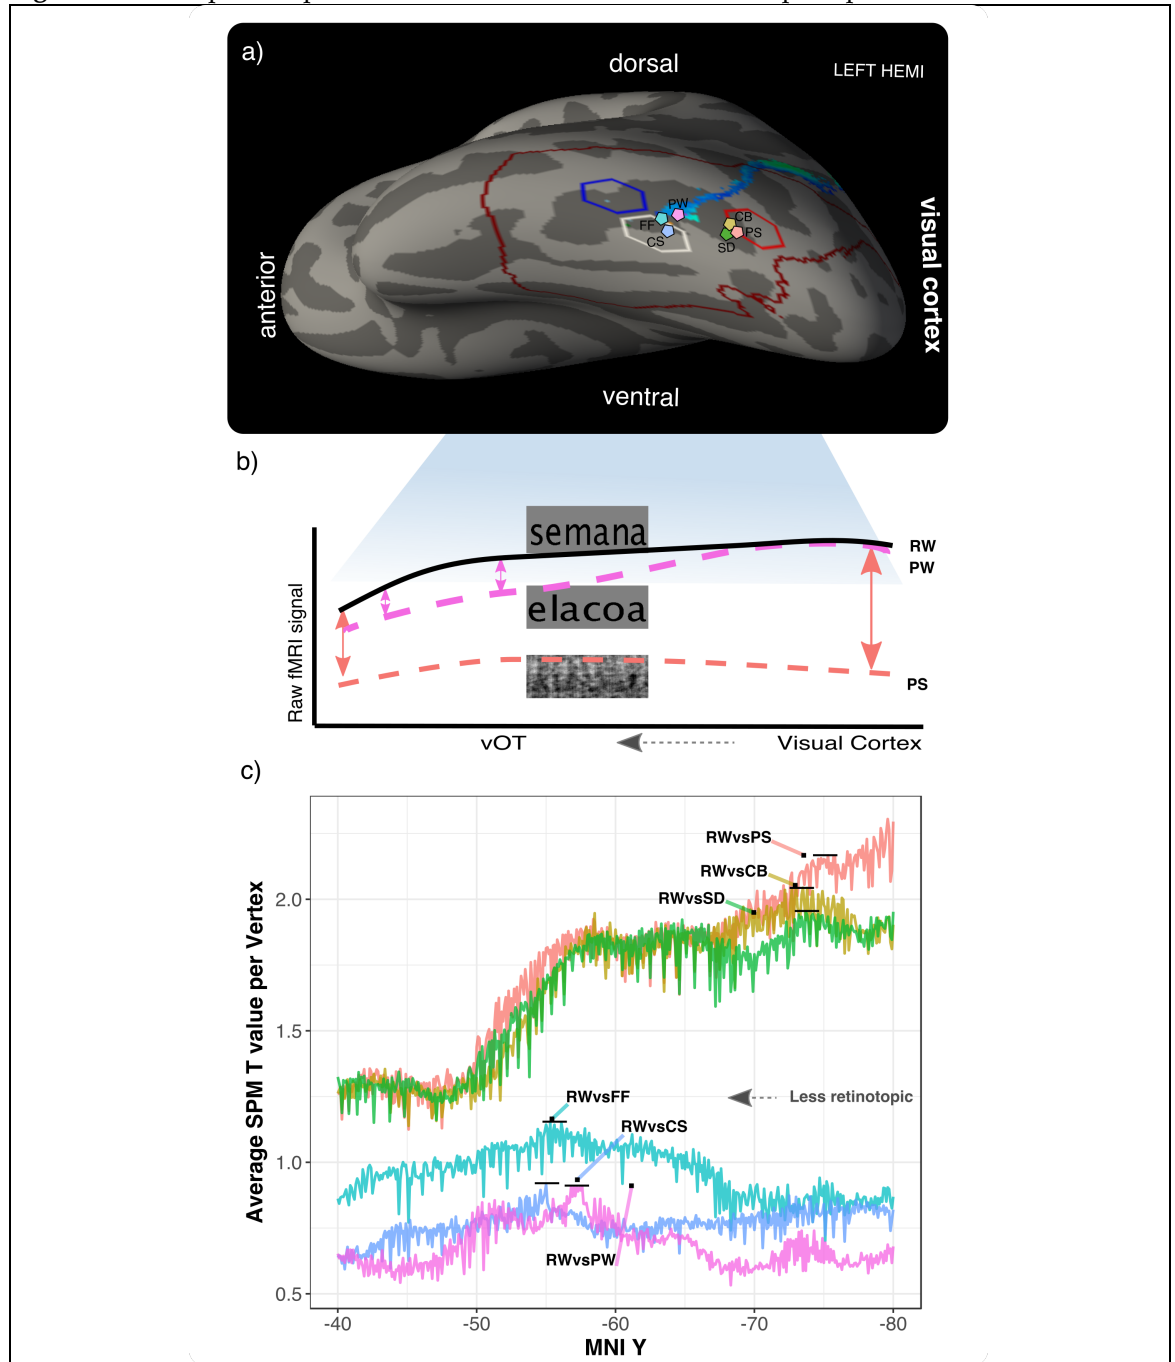 a)
dorsal
LEFT HEMI
PW
FF
CS
CB
PS
SD
anterior
visual cortex
ventral
b)
semana
RW
PW
elacoa
PS
Raw fMRI signal
vOT
Visual Cortex
c)
RWvsPS
RWvsCB
RWvsSD
2.0
1.5
Less retinotopic
RWvsFF
RWvsCS
1.0
RWvsPW
0.5
Average SPM T value per Vertex
-40
-50
-60
-70
-80
MNI Y